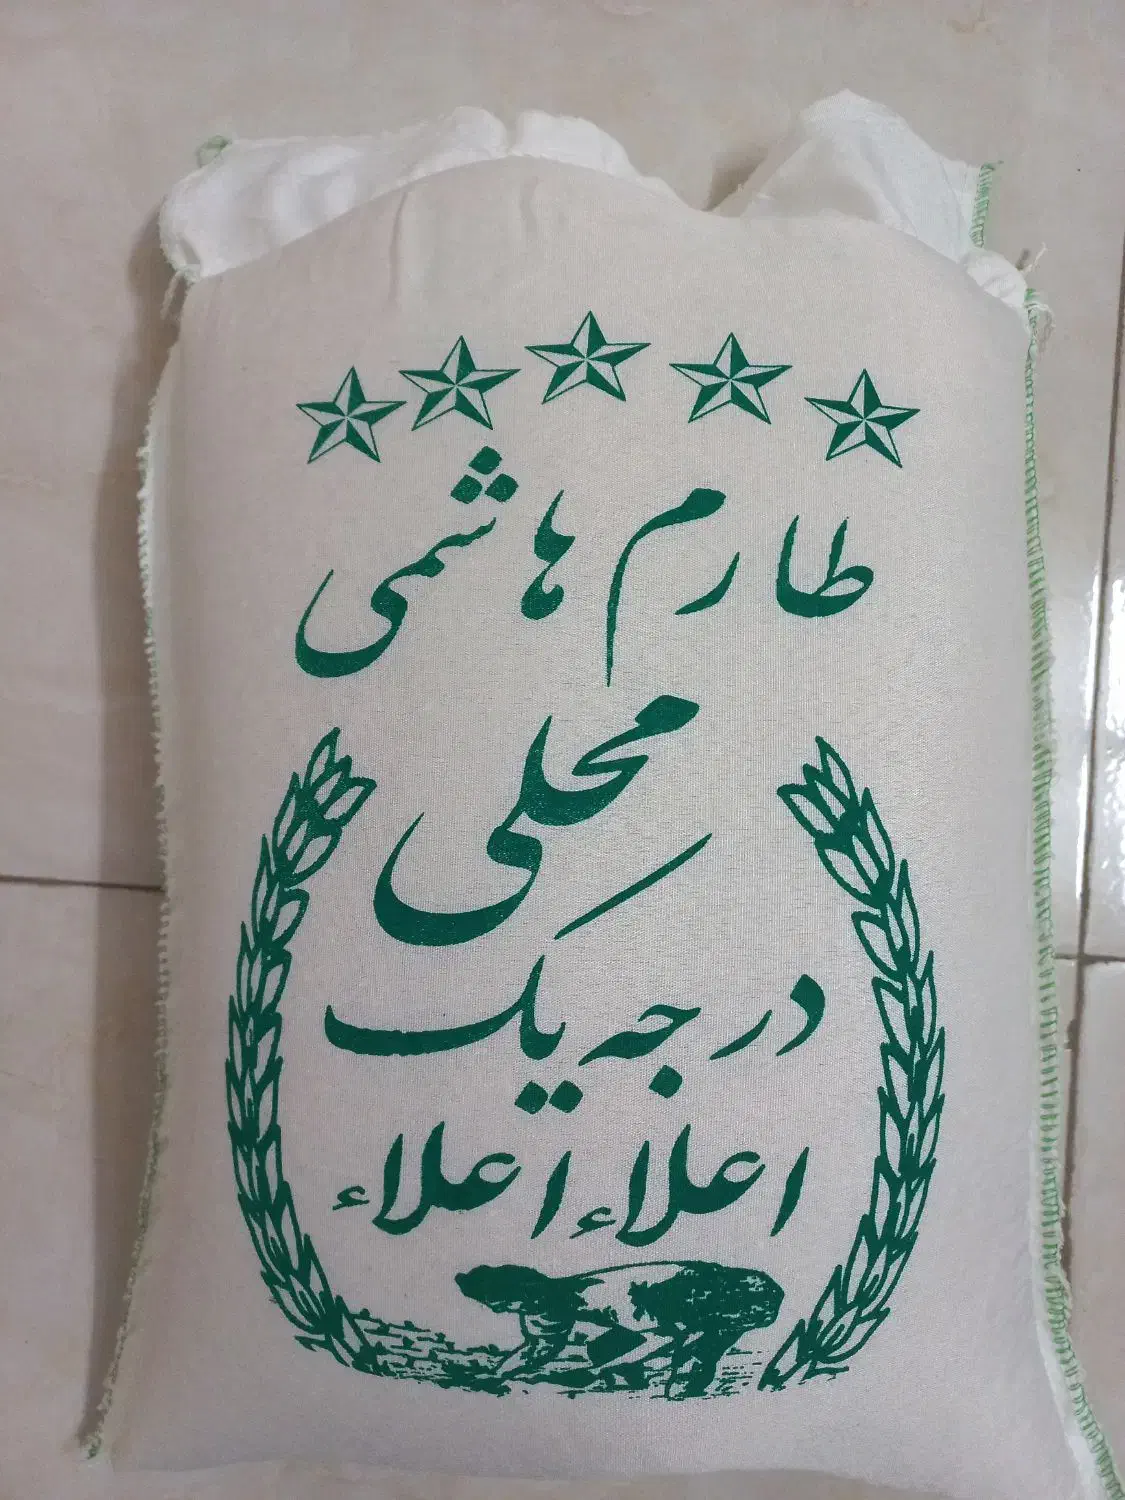 طارم هاشمی
محلی
درجه یک
اعلاء اعلاء